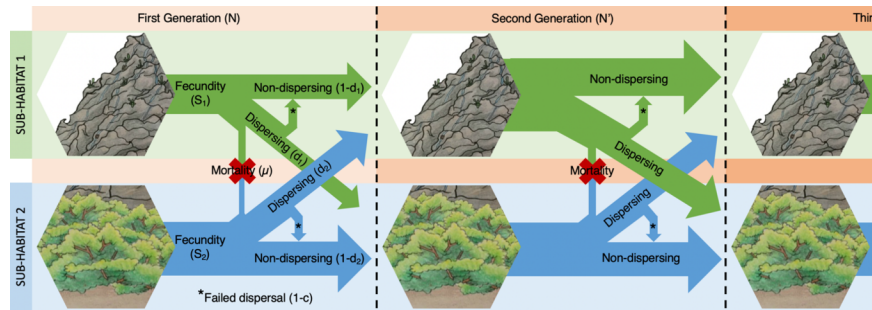 First Generation (N)
Second Generation (N')
Thir
SUB-HABITAT 1
Fecundity
(S₁)
Non-dispersing (1-d₁)
*
Dispersing (d₁)
Non-dispersing
*
Dispersing
Mortality (μ)
Mortality
SUB-HABITAT 2
Dispersing (d₂)
Fecundity
(S₂)
*
Non-dispersing (1-d₂)
Dispersing
*
Non-dispersing
*Failed dispersal (1-c)